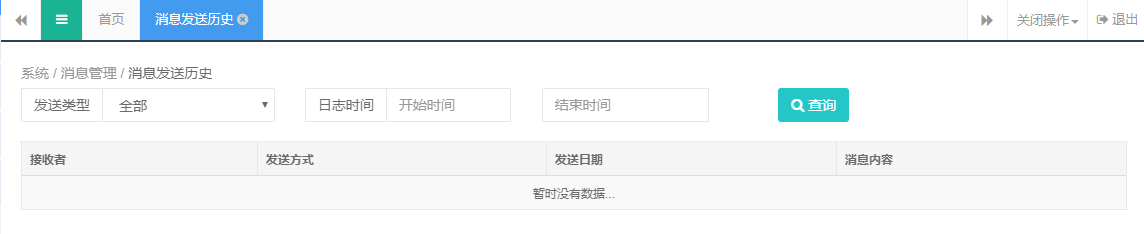 首页 消息发送历史 关闭操作 退出
系统 / 消息管理 / 消息发送历史
发送类型 全部 日志时间 开始时间 结束时间 查询
接收者 发送方式 发送日期 消息内容
暂时没有数据...